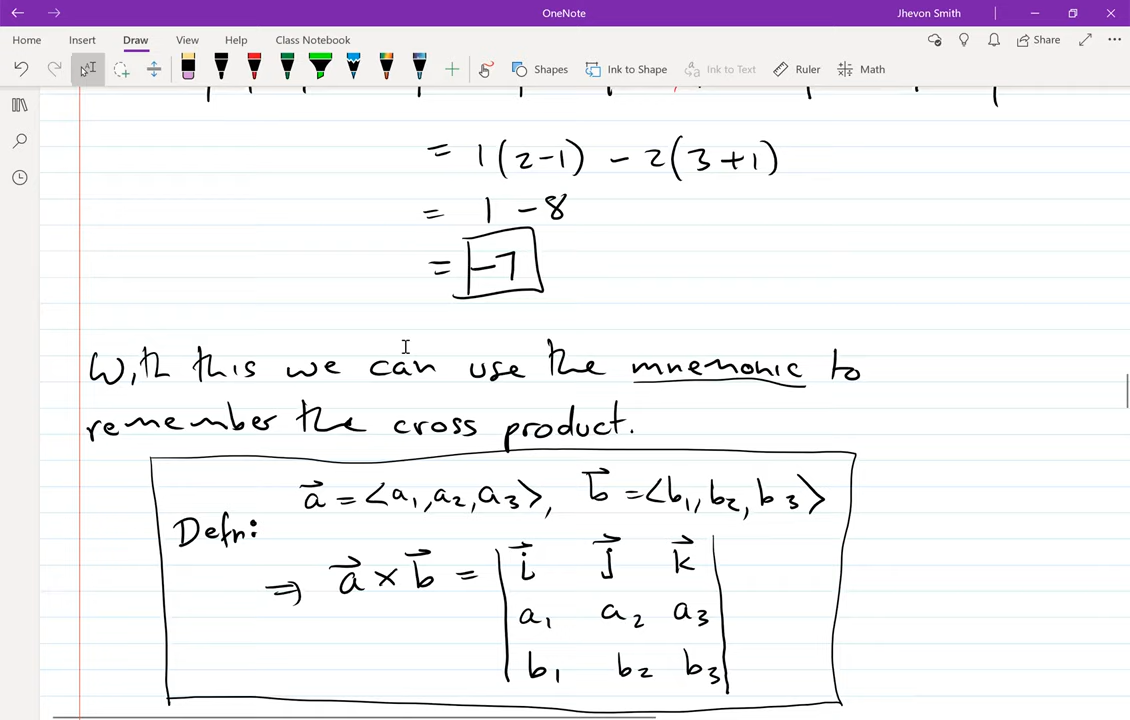 OneNote
Jhevon Smith
Home Insert Draw View Help Class Notebook
Share
Shapes Ink to Shape Ink to Text Ruler Math
= 1(2-1) - 2(3+1)
= 1 - 8
= -7
With this we can use the mnemonic to
remember the cross product.
a⃗ = <a₁, a₂, a₃>, b⃗ = <b₁, b₂, b₃>
Defn:
⇒ a⃗ × b⃗ = | i⃗ j⃗ k⃗ |
| a₁ a₂ a₃ |
| b₁ b₂ b₃ |